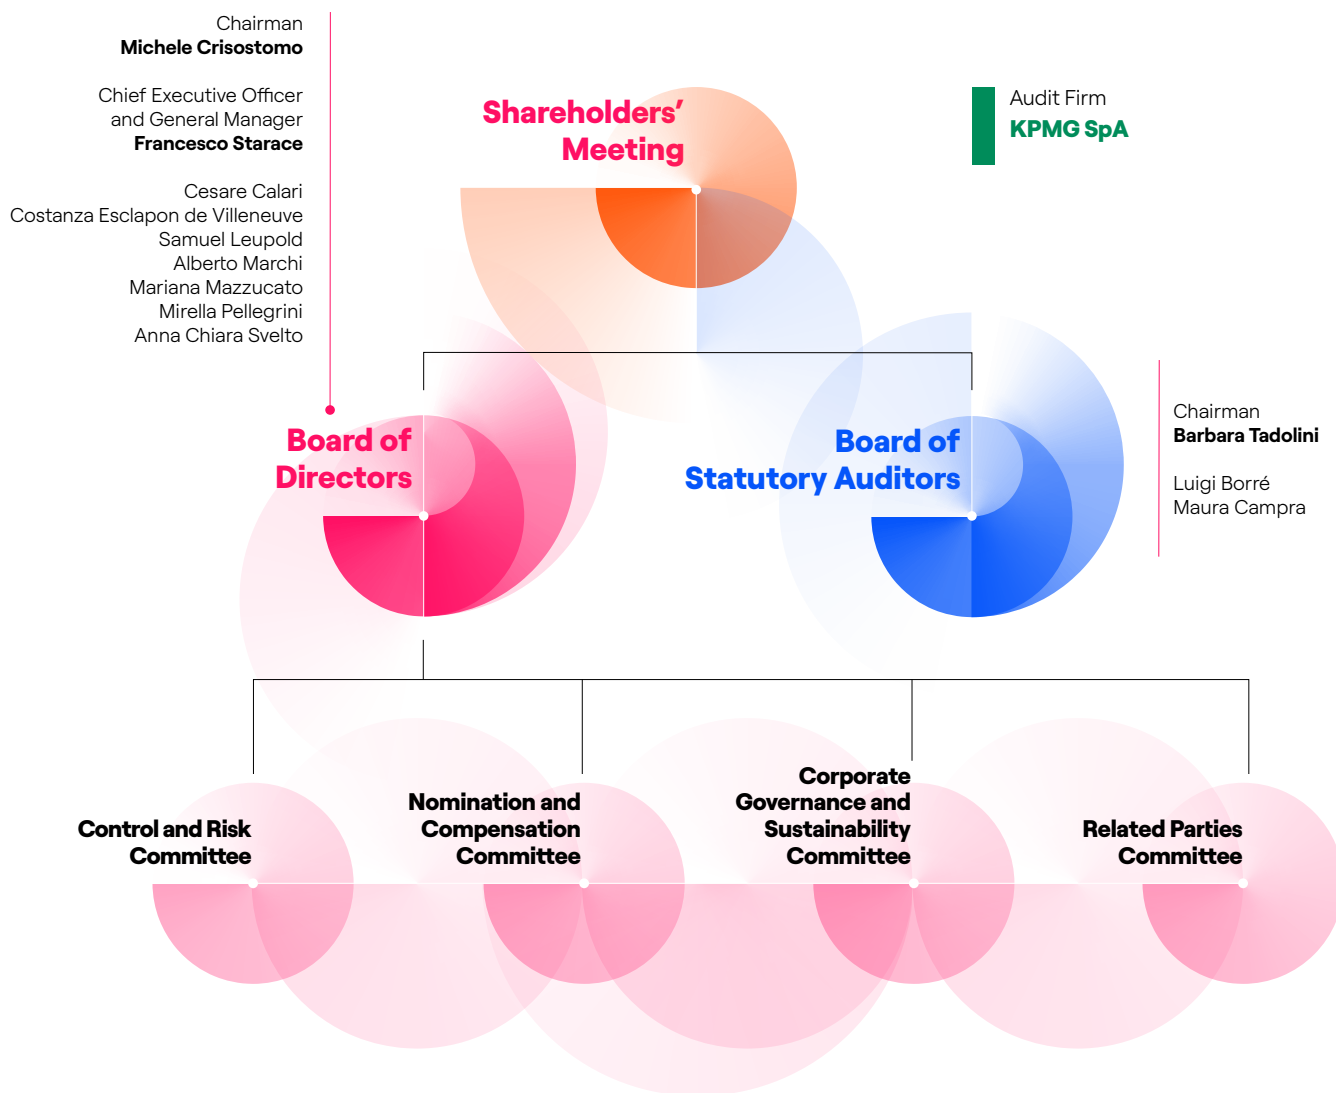 Chairman
Michele Crisostomo
Chief Executive Officer
and General Manager
Francesco Starace
Cesare Calari
Costanza Esclapon de Villeneuve
Samuel Leupold
Alberto Marchi
Mariana Mazzucato
Mirella Pellegrini
Anna Chiara Svelto
Shareholders’
Meeting
Audit Firm
KPMG SpA
Board of
Directors
Board of
Statutory Auditors
Chairman
Barbara Tadolini
Luigi Borré
Maura Campra
Control and Risk
Committee
Nomination and
Compensation
Committee
Corporate
Governance and
Sustainability
Committee
Related Parties
Committee